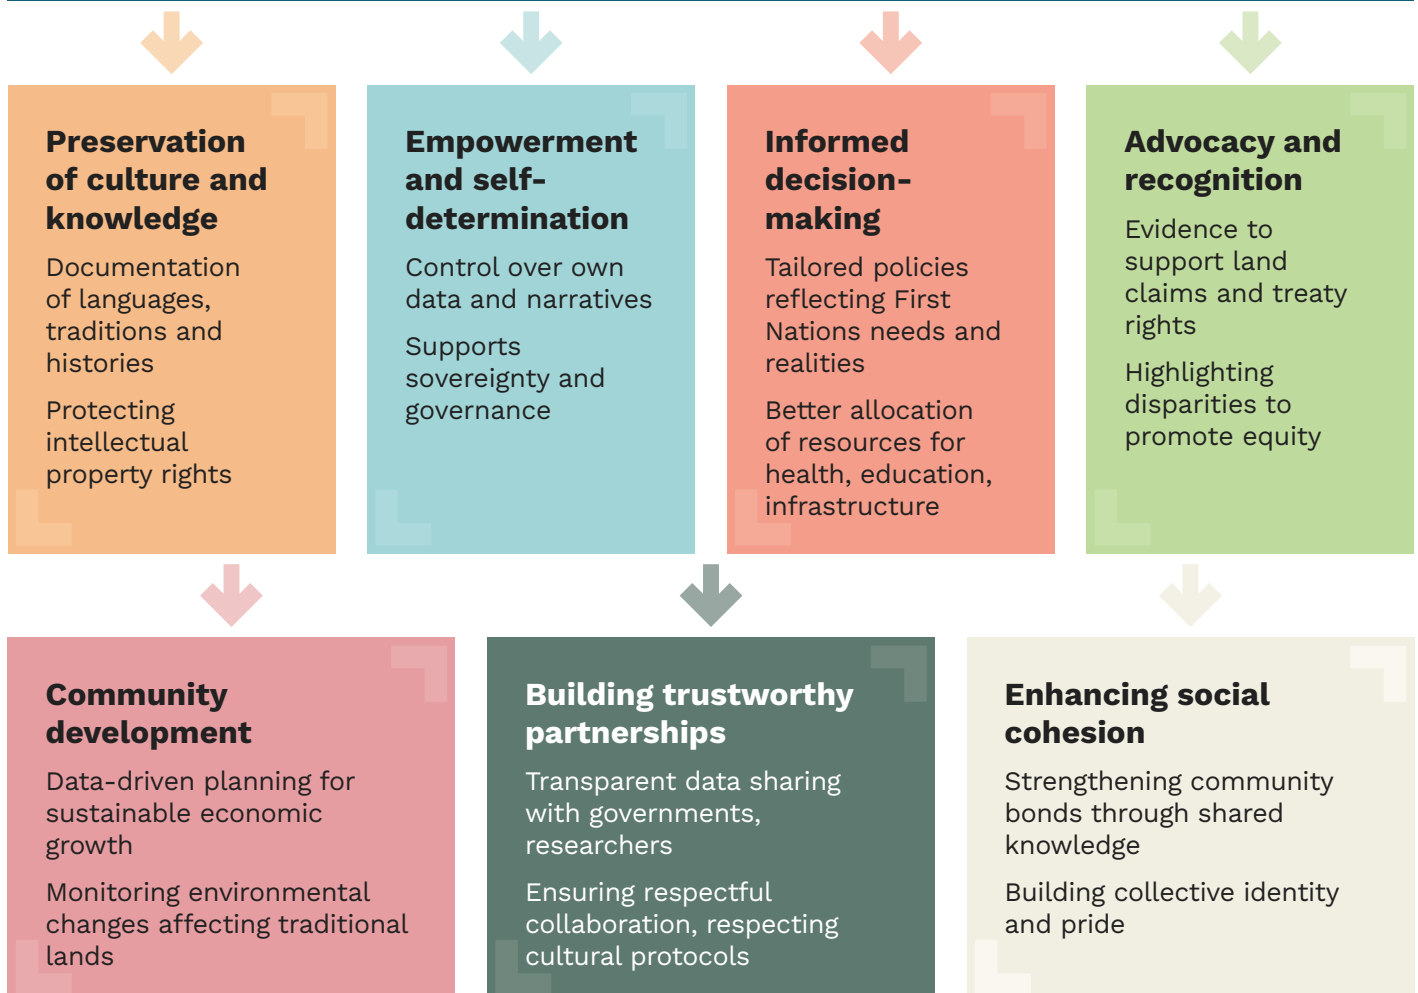 Preservation
of culture and
knowledge
Documentation
of languages,
traditions and
histories
Protecting
intellectual
property rights
Empowerment
and self-
determination
Control over own
data and narratives
Supports
sovereignty and
governance
Informed
decision-
making
Tailored policies
reflecting First
Nations needs and
realities
Better allocation
of resources for
health, education,
infrastructure
Advocacy and
recognition
Evidence to
support land
claims and treaty
rights
Highlighting
disparities to
promote equity
Community
development
Data-driven planning for
sustainable economic
growth
Monitoring environmental
changes affecting traditional
lands
Building trustworthy
partnerships
Transparent data sharing
with governments,
researchers
Ensuring respectful
collaboration, respecting
cultural protocols
Enhancing social
cohesion
Strengthening community
bonds through shared
knowledge
Building collective identity
and pride